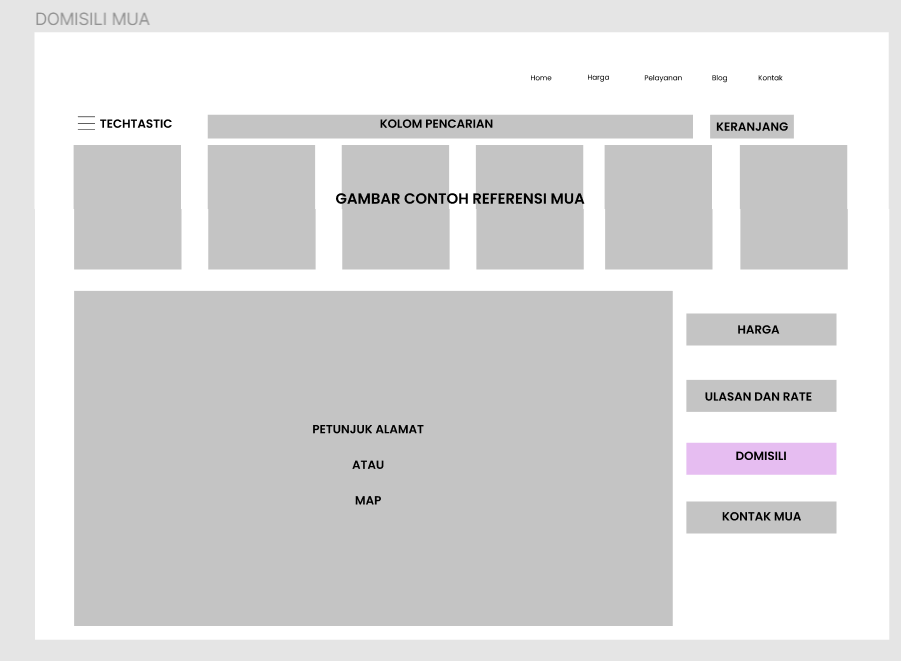 DOMISILI MUA
Home Harga Pelayanan Blog Kontak
TECHTASTIC KOLOM PENCARIAN KERANJANG
GAMBAR CONTOH REFERENSI MUA
HARGA
ULASAN DAN RATE
PETUNJUK ALAMAT
ATAU
MAP
DOMISILI
KONTAK MUA